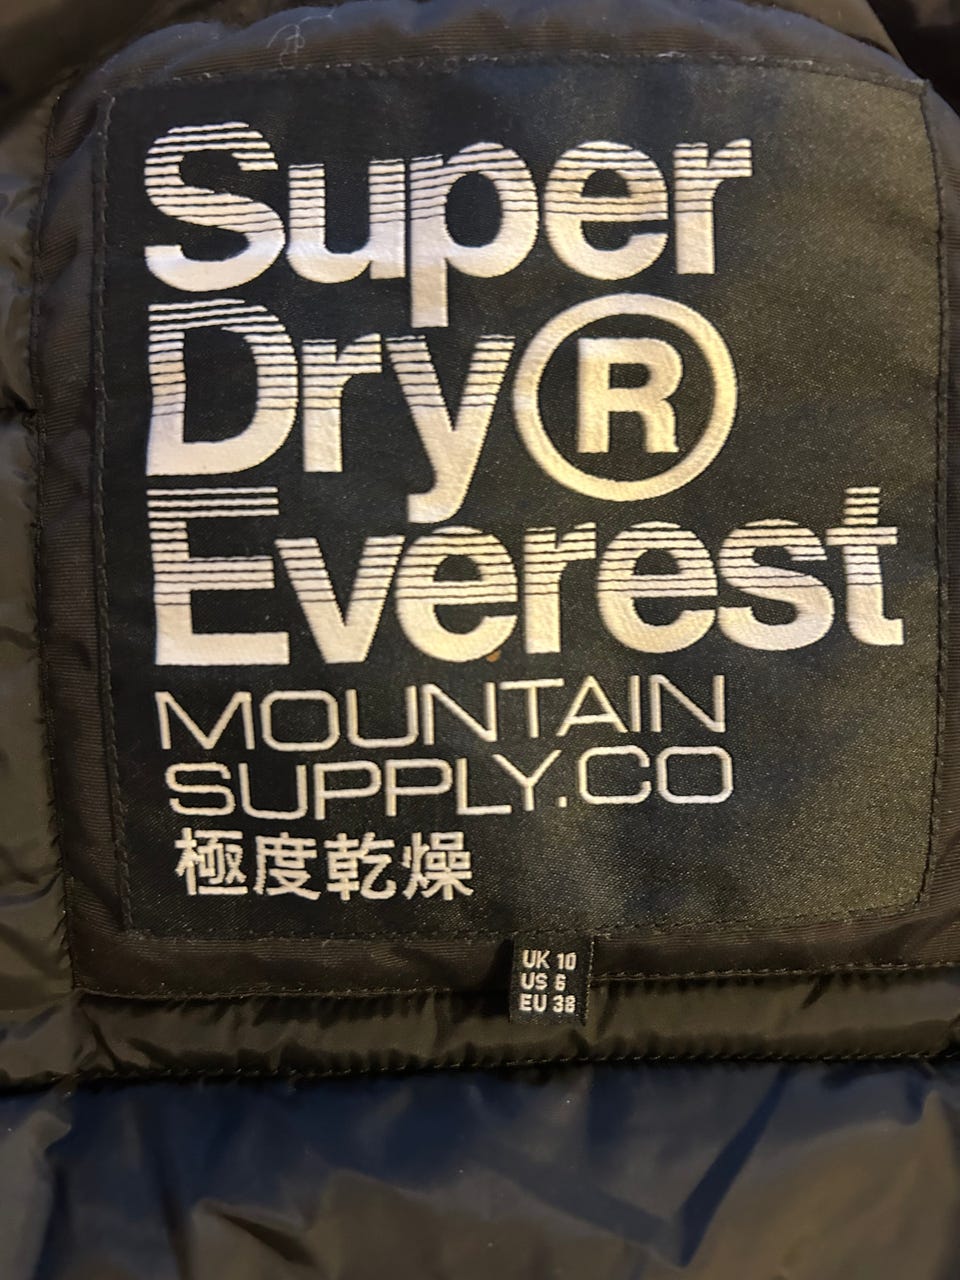 Super
Dry®
Everest
MOUNTAIN
SUPPLY.CO
極度乾燥
UK 10
US 6
EU 38